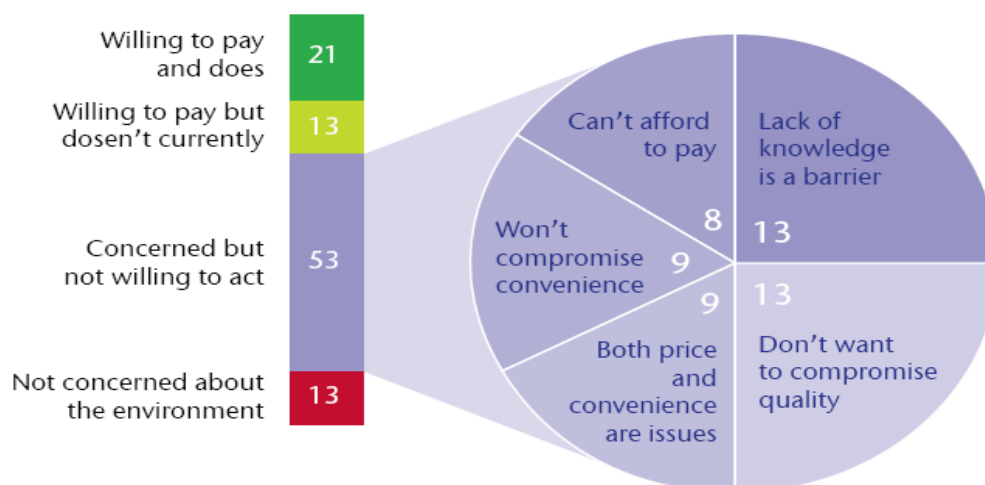 Willing to pay
and does
21
Willing to pay but
dosen't currently
13
Concerned but
not willing to act
53
Not concerned about
the environment
13
Can't afford
to pay
8
Lack of
knowledge
is a barrier
13
Won't
compromise
convenience
9
Both price
and
convenience
are issues
9
Don't want
to compromise
quality
13